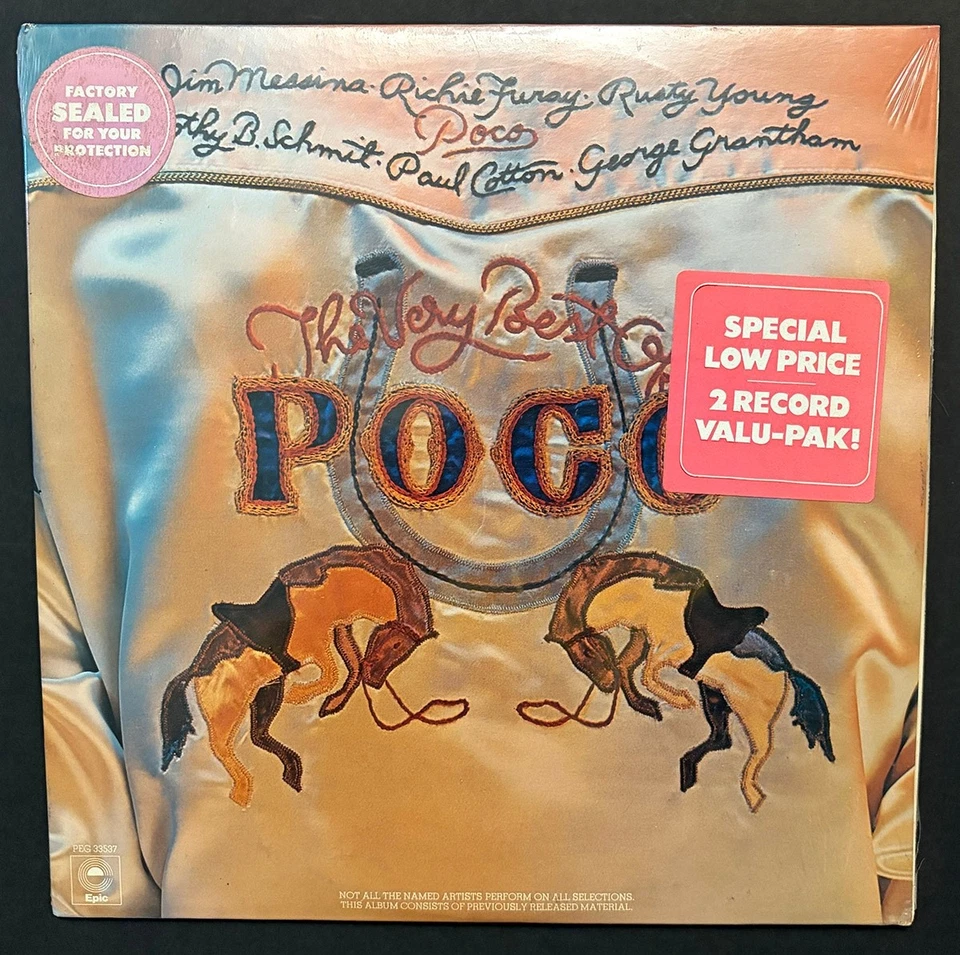 FACTORY
SEALED
FOR YOUR
PROTECTION
Jim Messina · Richie Furay · Rusty Young
Poco
othy B. Schmit · Paul Cotton · George Grantham
The Very Best Of
POCO
SPECIAL
LOW PRICE
2 RECORD
VALU-PAK!
PEG 33537
Epic
NOT ALL THE NAMED ARTISTS PERFORM ON ALL SELECTIONS.
THIS ALBUM CONSISTS OF PREVIOUSLY RELEASED MATERIAL.